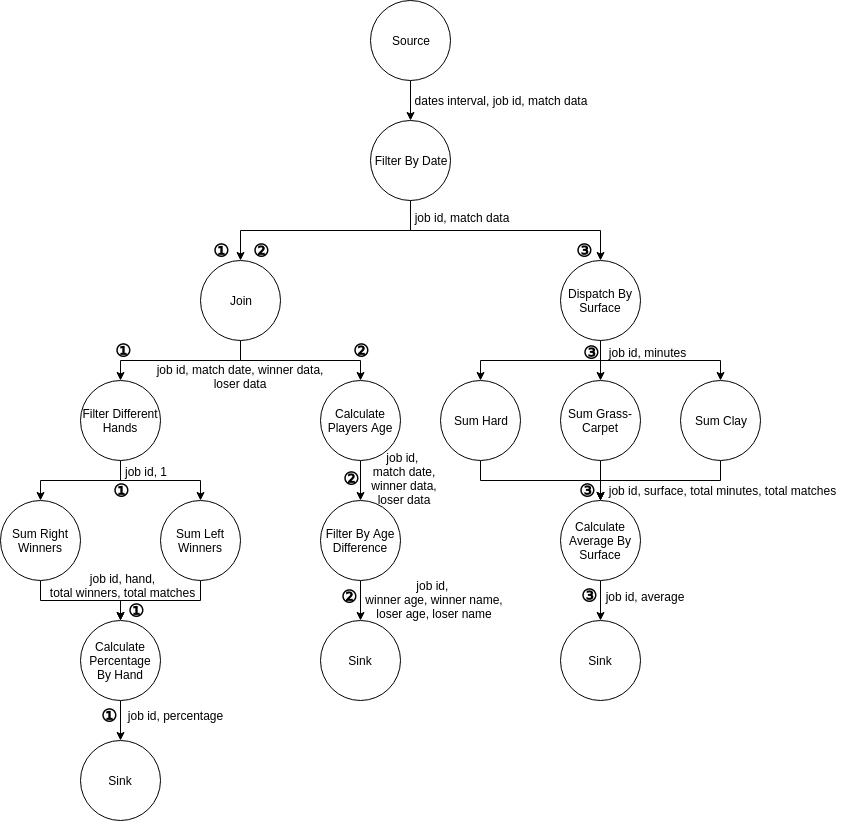 Source
dates interval, job id, match data
Filter By Date
job id, match data
① ② ③
Join
Dispatch By
Surface
① ②
③ job id, minutes
job id, match date, winner data,
loser data
Filter Different
Hands
Calculate
Players Age
Sum Hard
Sum Grass-
Carpet
Sum Clay
job id, 1
①
job id,
match date,
winner data,
loser data
②
③ job id, surface, total minutes, total matches
Sum Right
Winners
Sum Left
Winners
Filter By Age
Difference
Calculate
Average By
Surface
job id, hand,
total winners, total matches
①
② job id,
winner age, winner name,
loser age, loser name
③ job id, average
Calculate
Percentage
By Hand
Sink
Sink
① job id, percentage
Sink